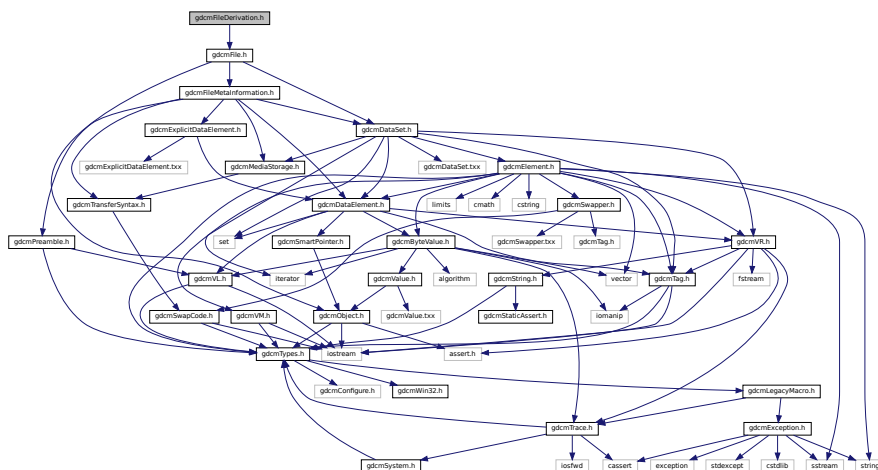 gdcmFileDerivation.h
gdcmFile.h
gdcmFileMetaInformation.h
gdcmExplicitDataElement.h
gdcmDataSet.h
gdcmExplicitDataElement.txx
gdcmMediaStorage.h
gdcmDataSet.txx
gdcmElement.h
gdcmTransferSyntax.h
gdcmDataElement.h
limits
cmath
cstring
gdcmSwapper.h
gdcmPreamble.h
set
gdcmSmartPointer.h
gdcmByteValue.h
gdcmSwapper.txx
gdcmTag.h
gdcmVR.h
gdcmVL.h
iterator
gdcmValue.h
algorithm
gdcmString.h
vector
gdcmTag.h
fstream
gdcmSwapCode.h
gdcmVM.h
gdcmObject.h
gdcmValue.txx
gdcmStaticAssert.h
iomanip
gdcmTypes.h
iostream
assert.h
gdcmConfigure.h
gdcmWin32.h
gdcmLegacyMacro.h
gdcmTrace.h
gdcmException.h
gdcmSystem.h
iosfwd
cassert
exception
stdexcept
cstdlib
sstream
string